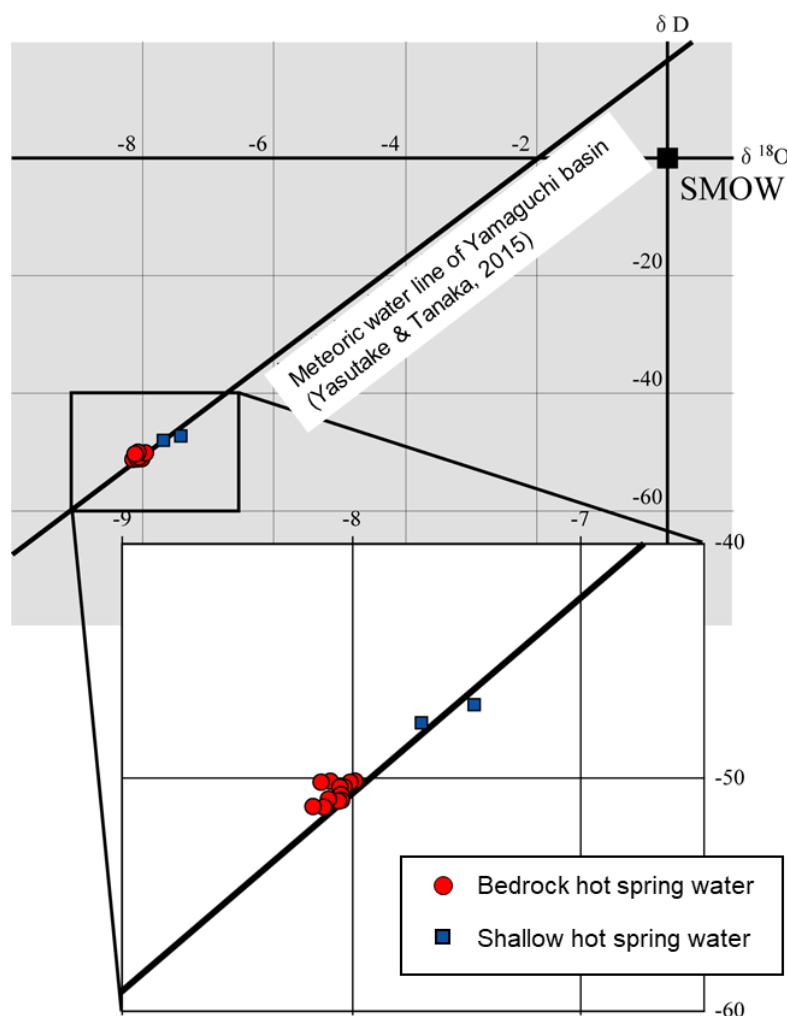 δ D
-8 -6 -4 -2 δ ¹⁸O
SMOW
Meteoric water line of Yamaguchi basin
(Yasutake & Tanaka, 2015)
-20
-40
-60
-9 -8 -7
-40
-50
Bedrock hot spring water
Shallow hot spring water
-60